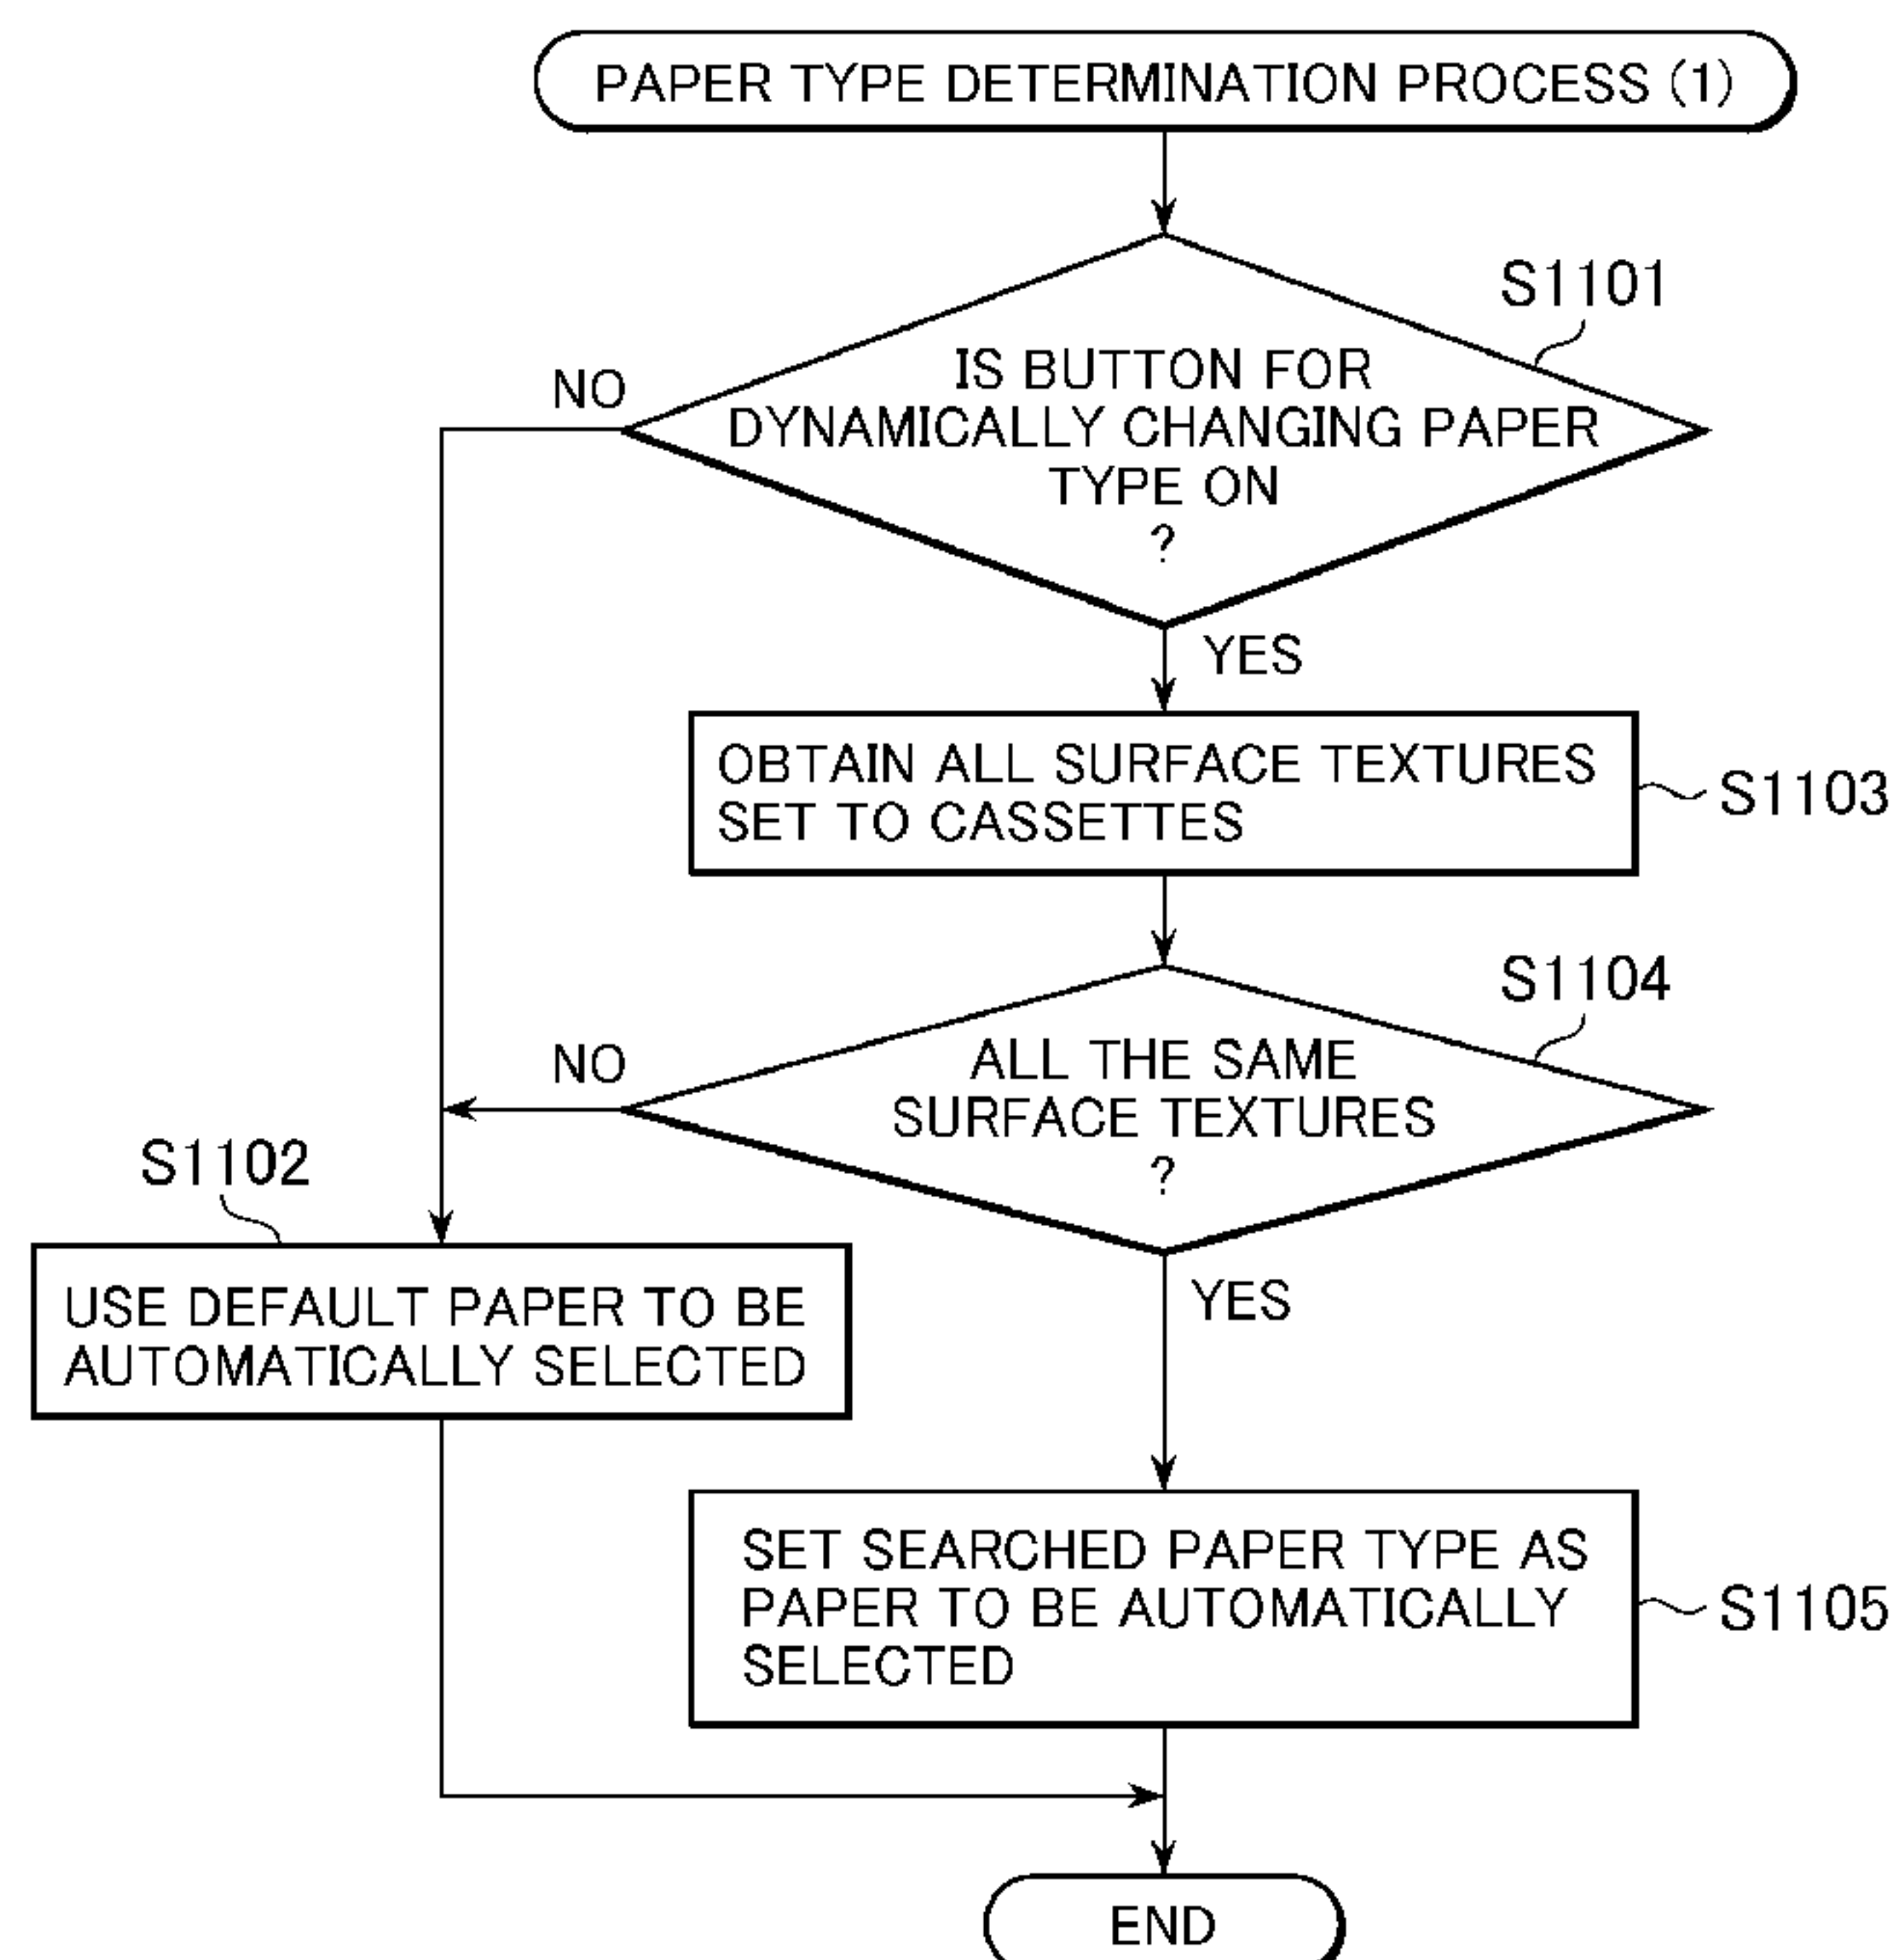 PAPER TYPE DETERMINATION PROCESS (1)
S1101
IS BUTTON FOR
DYNAMICALLY CHANGING PAPER
TYPE ON
?
NO
YES
OBTAIN ALL SURFACE TEXTURES
SET TO CASSETTES
S1103
S1104
ALL THE SAME
SURFACE TEXTURES
?
NO
YES
S1102
USE DEFAULT PAPER TO BE
AUTOMATICALLY SELECTED
SET SEARCHED PAPER TYPE AS
PAPER TO BE AUTOMATICALLY
SELECTED
S1105
END